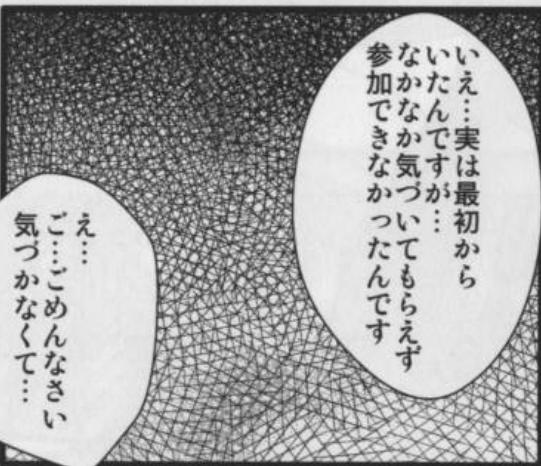 いえ…実は最初から
いたんですが…
なかなか気づいてもらえず
参加できなかったんです
え…
ご…ごめんなさい
気づかなくて…